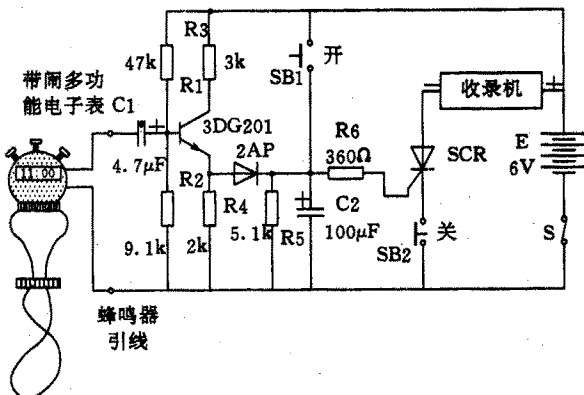 R3
47k
3k
R1
带闹多功
能电子表 C1
3DG201
4.7μF
2AP
开
SB1
R6
360Ω
收录机
SCR
E
6V
11:00
R2
R4
9.1k
2k
5.1k
R5
C2
100μF
关
SB2
S
蜂鸣器
引线